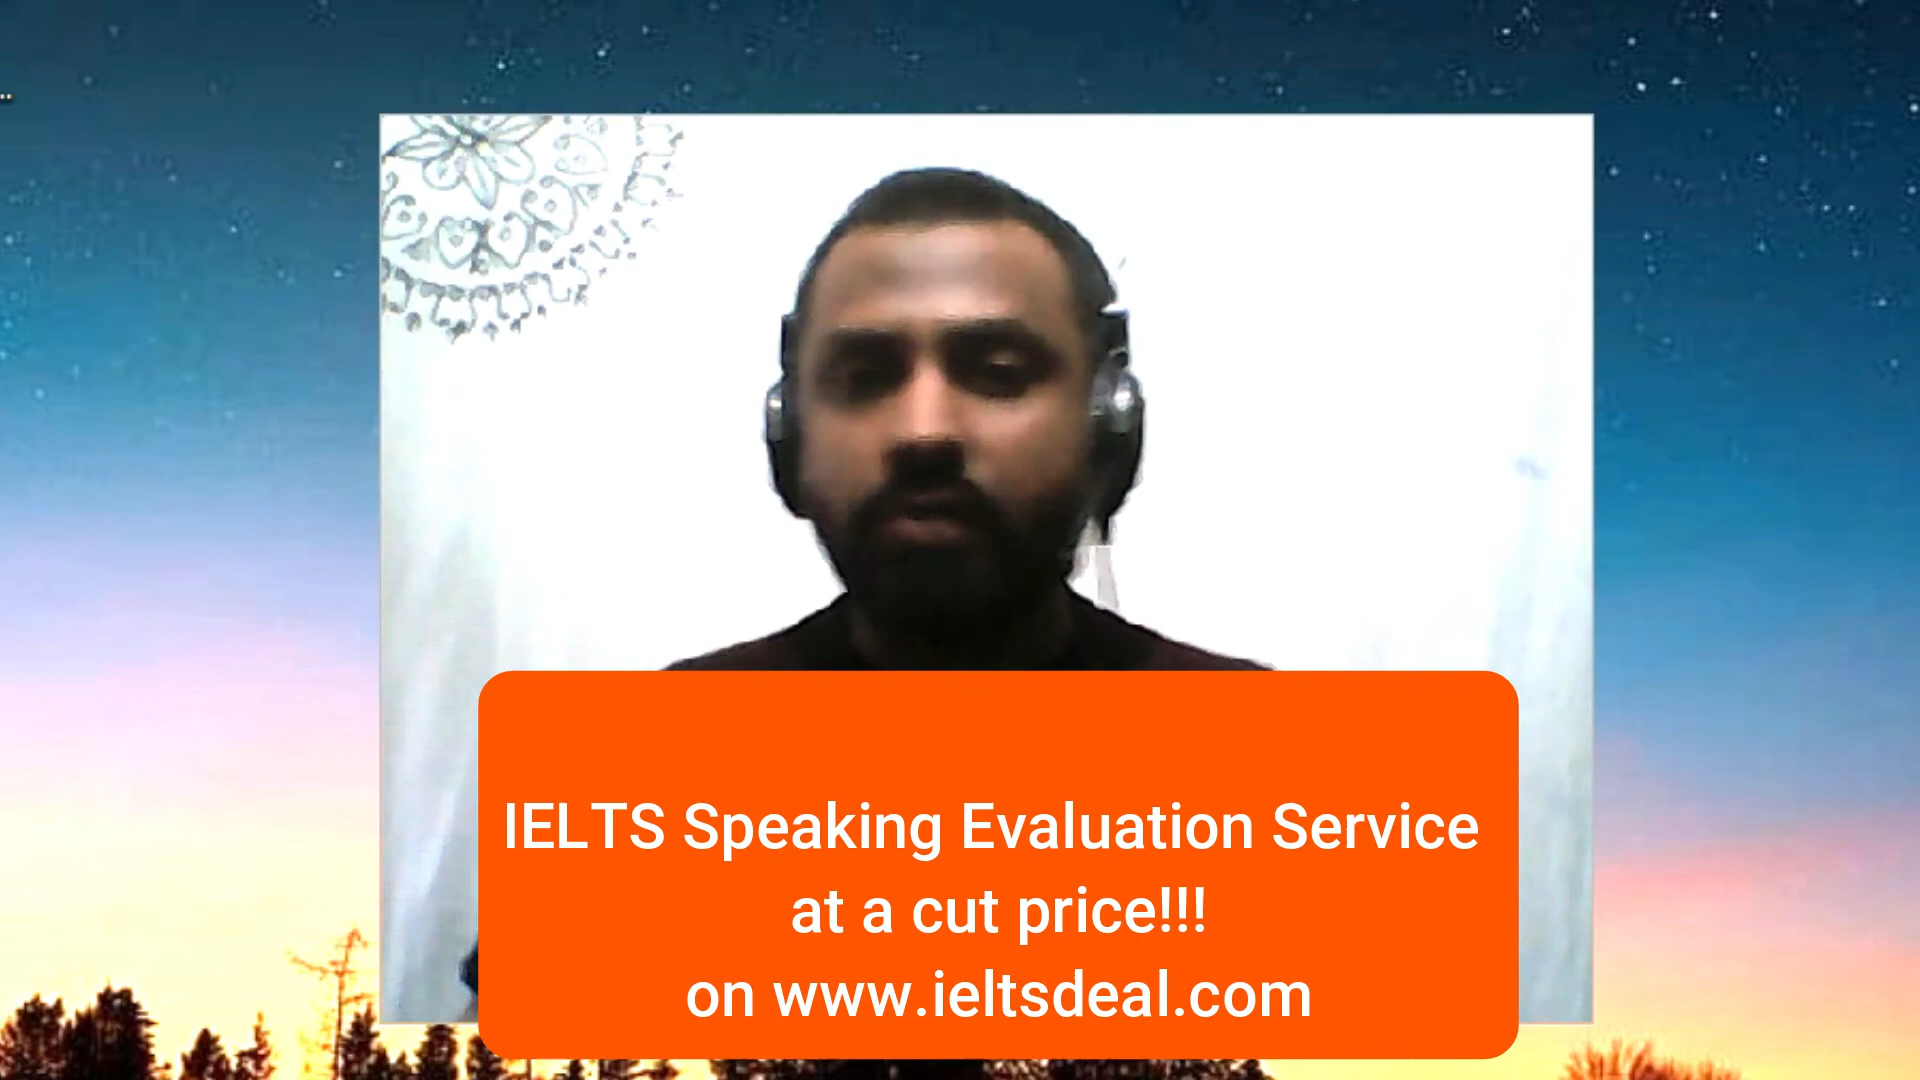 IELTS Speaking Evaluation Service
at a cut price!!!
on www.ieltsdeal.com